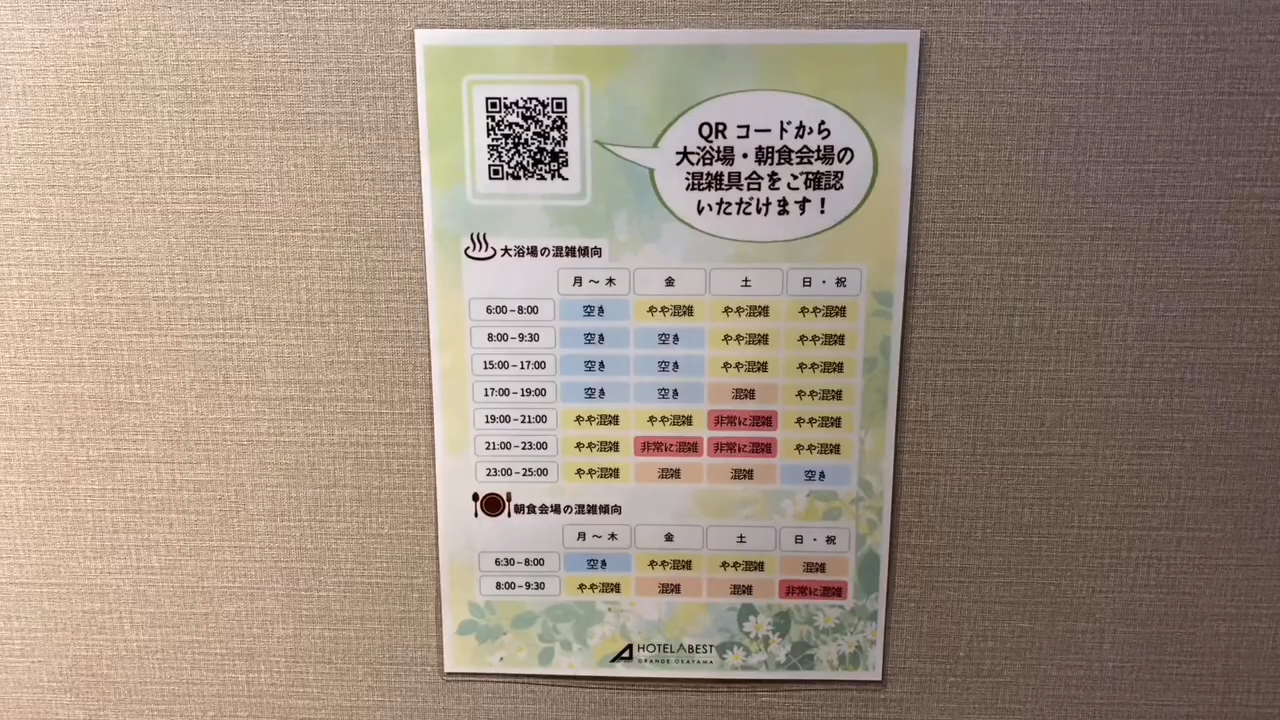 QR コードから
大浴場・朝食会場の
混雑具合をご確認
いただけます！
大浴場の混雑傾向
月 〜 木 金 土 日 ・ 祝
6:00 – 8:00 空き やや混雑 やや混雑 やや混雑
8:00 – 9:30 空き 空き やや混雑 やや混雑
15:00 – 17:00 空き 空き やや混雑 やや混雑
17:00 – 19:00 空き 空き 混雑 やや混雑
19:00 – 21:00 やや混雑 やや混雑 非常に混雑 やや混雑
21:00 – 23:00 やや混雑 非常に混雑 非常に混雑 やや混雑
23:00 – 25:00 やや混雑 混雑 混雑 空き
朝食会場の混雑傾向
月 〜 木 金 土 日 ・ 祝
6:30 – 8:00 空き やや混雑 やや混雑 混雑
8:00 – 9:30 やや混雑 混雑 混雑 非常に混雑
HOTEL ABEST
GRANDE OKAYAMA